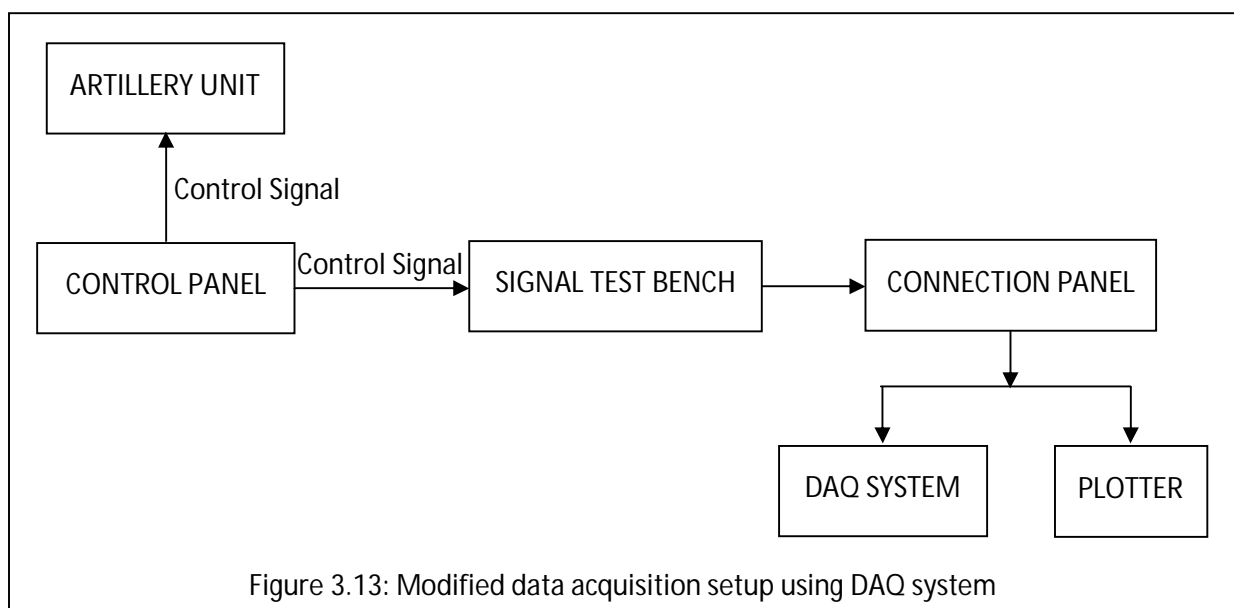 ARTILLERY UNIT
Control Signal
CONTROL PANEL
Control Signal
SIGNAL TEST BENCH
CONNECTION PANEL
DAQ SYSTEM
PLOTTER
Figure 3.13: Modified data acquisition setup using DAQ system